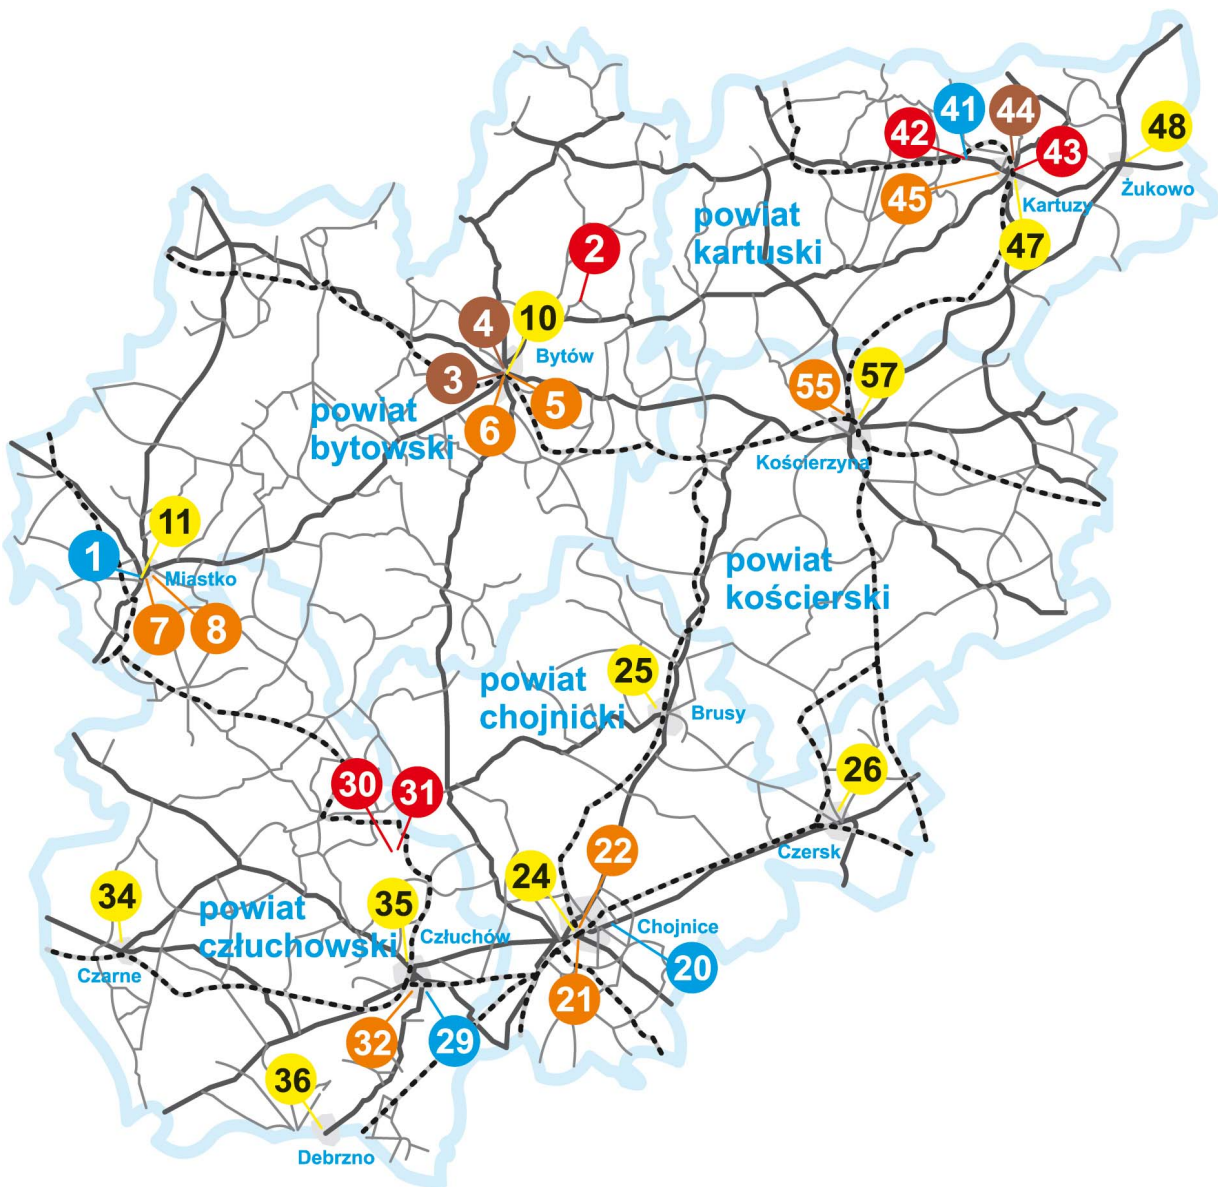 41
44
48
42
43
45
Żukowo
Kartuzy
powiat
kartuski
47
2
4
10
Bytów
3
5
55
57
powiat
bytowski
6
Kościerzyna
11
1
Miastko
powiat
kościerski
7
8
25
powiat
chojnicki
Brusy
26
30
31
Czersk
22
24
34
35
powiat
człuchowski
Człuchów
Chojnice
Czarne
20
21
32
29
36
Debrzno